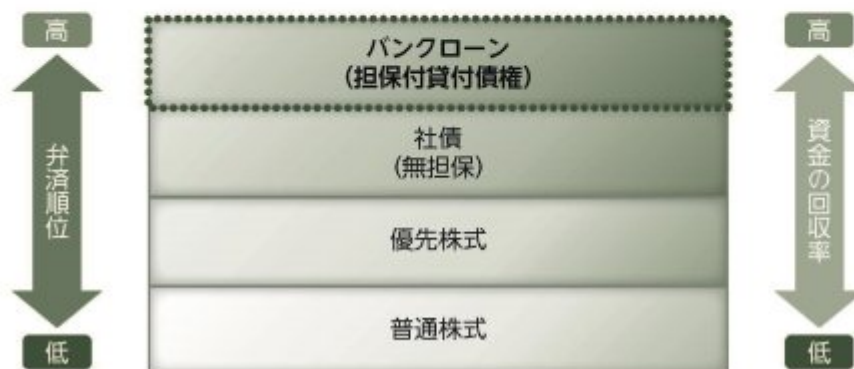 高
高
バンクローン
(担保付貸付債権)
社債
(無担保)
弁済順位
資金の回収率
優先株式
普通株式
低
低